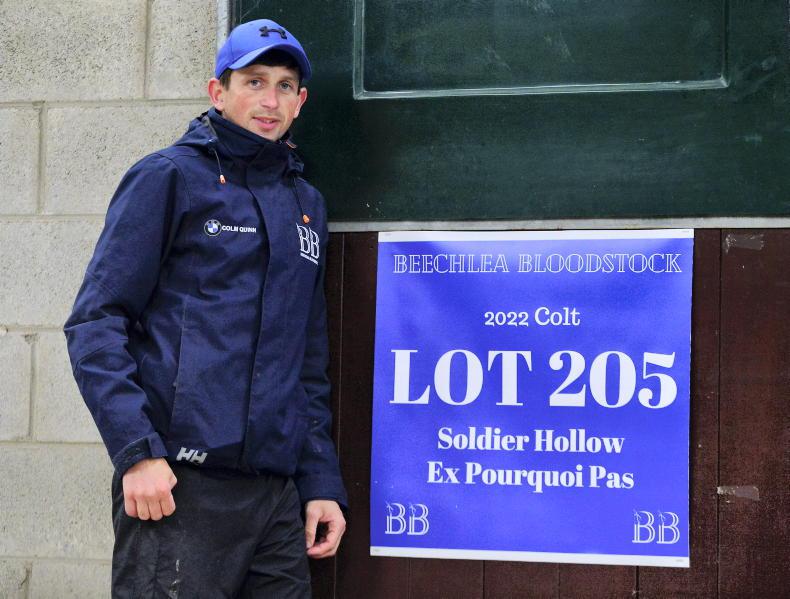 COLM QUINN
BB
BEECHLEA BLOODSTOCK
2022 Colt
LOT 205
Soldier Hollow
Ex Pourquoi Pas
BB
BB
HH